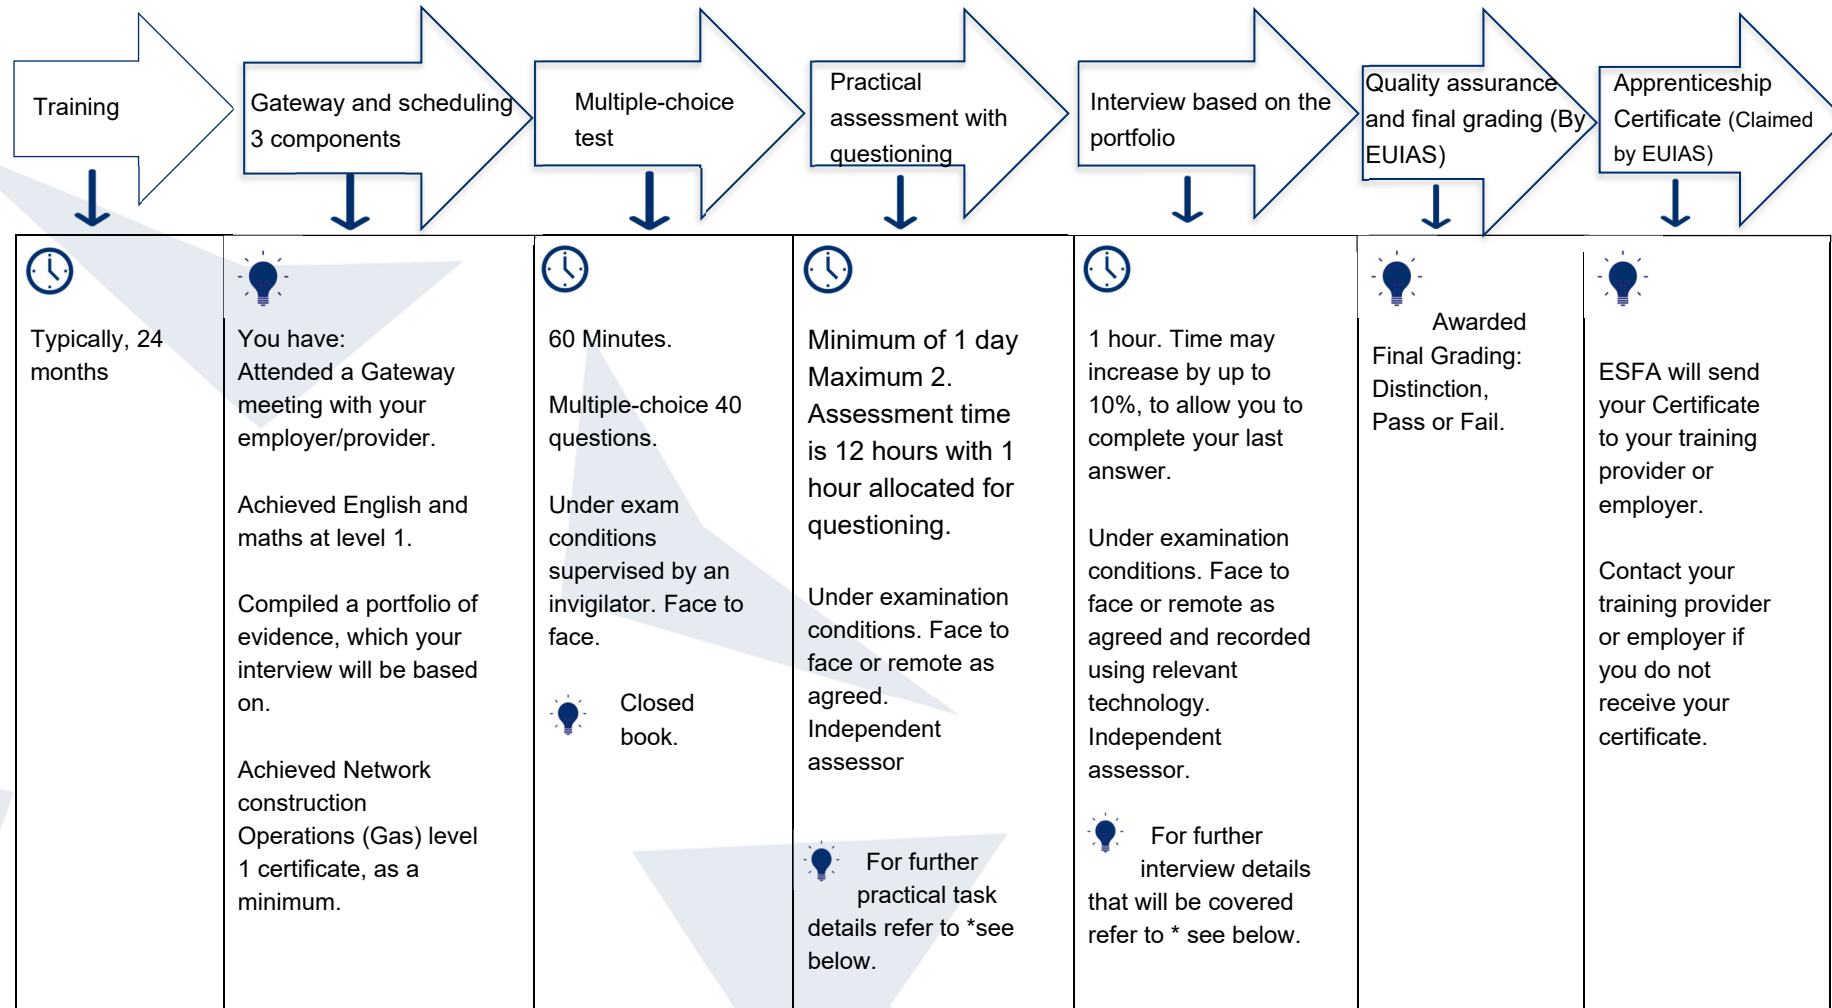 Training
Gateway and scheduling
3 components
Multiple-choice
test
Practical
assessment with
questioning
Interview based on the
portfolio
Quality assurance
and final grading (By
EUIAS)
Apprenticeship
Certificate (Claimed
by EUIAS)
Typically, 24
months
You have:
Attended a Gateway
meeting with your
employer/provider.
Achieved English and
maths at level 1.
Compiled a portfolio of
evidence, which your
interview will be based
on.
Achieved Network
construction
Operations (Gas) level
1 certificate, as a
minimum.
60 Minutes.
Multiple-choice 40
questions.
Under exam
conditions
supervised by an
invigilator. Face to
face.
Closed
book.
Minimum of 1 day
Maximum 2.
Assessment time
is 12 hours with 1
hour allocated for
questioning.
Under examination
conditions. Face to
face or remote as
agreed.
Independent
assessor
For further
practical task
details refer to *see
below.
1 hour. Time may
increase by up to
10%, to allow you to
complete your last
answer.
Under examination
conditions. Face to
face or remote as
agreed and recorded
using relevant
technology.
Independent
assessor.
For further
interview details
that will be covered
refer to * see below.
Awarded
Final Grading:
Distinction,
Pass or Fail.
ESFA will send
your Certificate
to your training
provider or
employer.
Contact your
training provider
or employer if
you do not
receive your
certificate.